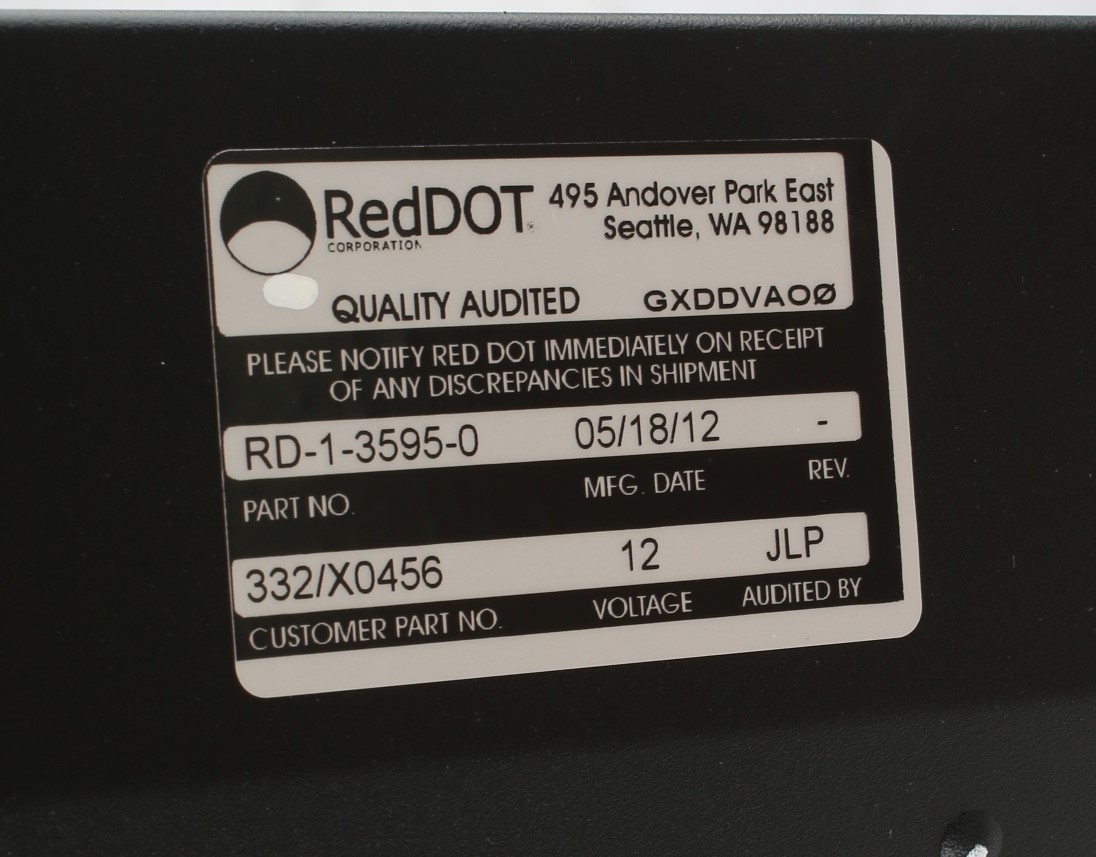 RedDOT
CORPORATION
495 Andover Park East
Seattle, WA 98188
QUALITY AUDITED GXDDVAOØ
PLEASE NOTIFY RED DOT IMMEDIATELY ON RECEIPT
OF ANY DISCREPANCIES IN SHIPMENT
RD-1-3595-0 05/18/12 -
PART NO. MFG. DATE REV.
332/X0456 12 JLP
CUSTOMER PART NO. VOLTAGE AUDITED BY